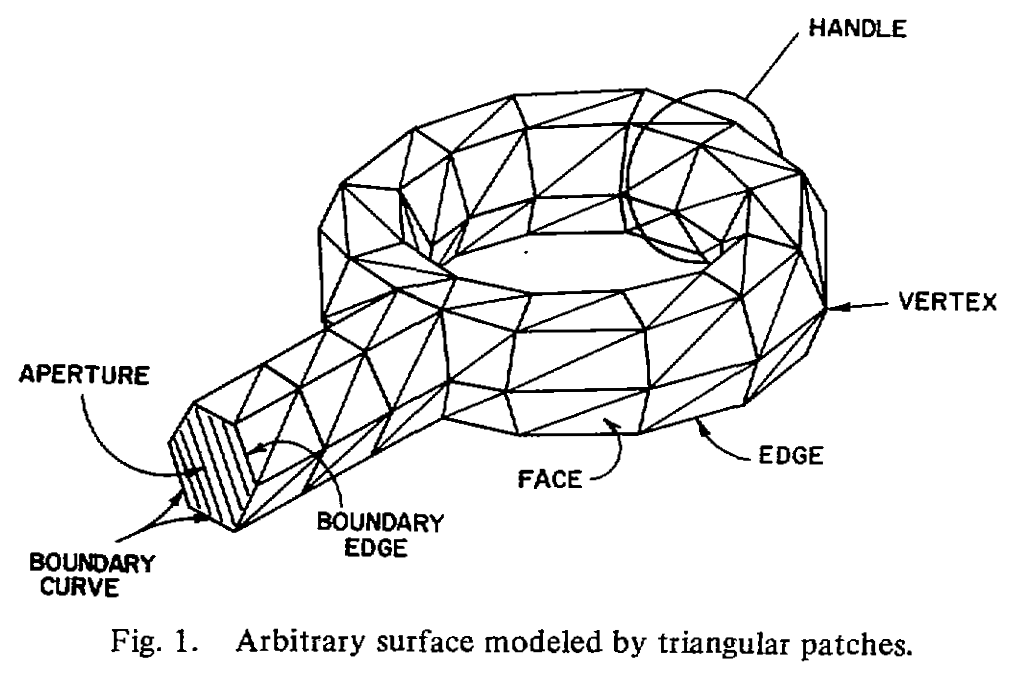 HANDLE
VERTEX
APERTURE
EDGE
FACE
BOUNDARY
EDGE
BOUNDARY
CURVE
Fig. 1. Arbitrary surface modeled by triangular patches.